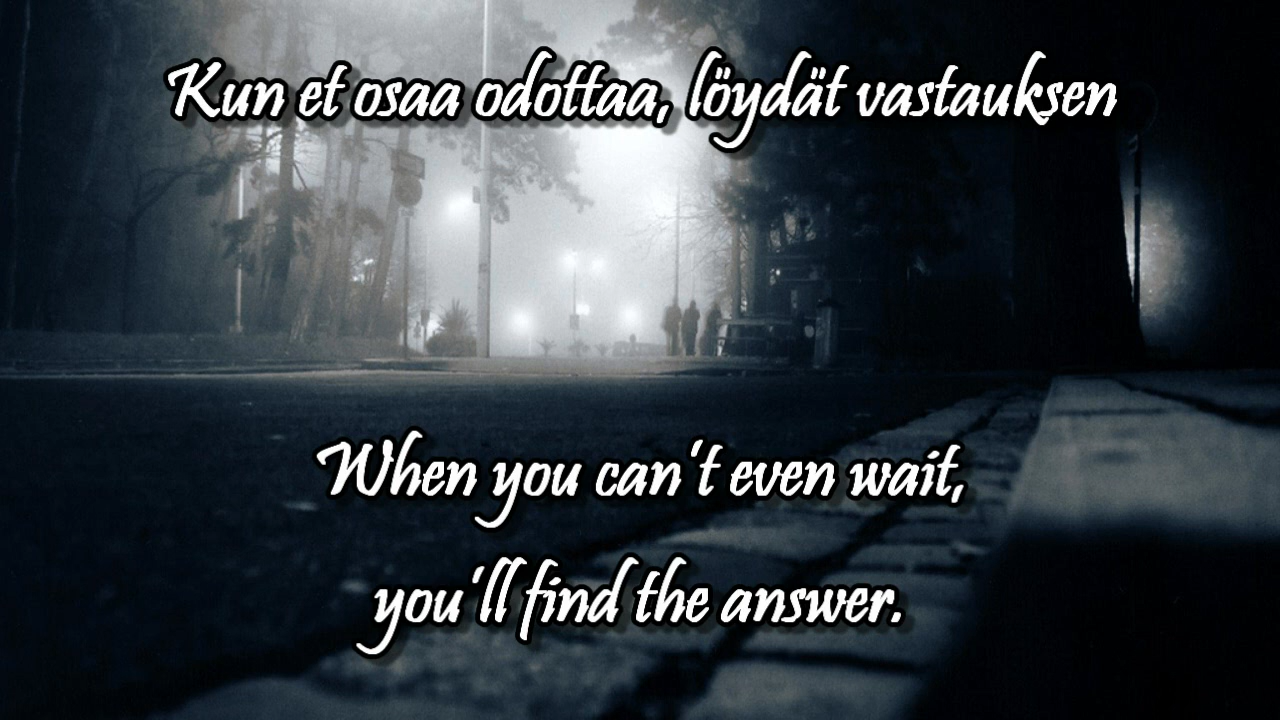 Kun et osaa odottaa, löydät vastauksen
When you can't even wait,
you'll find the answer.